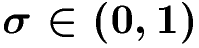 σ ∈ (0, 1)